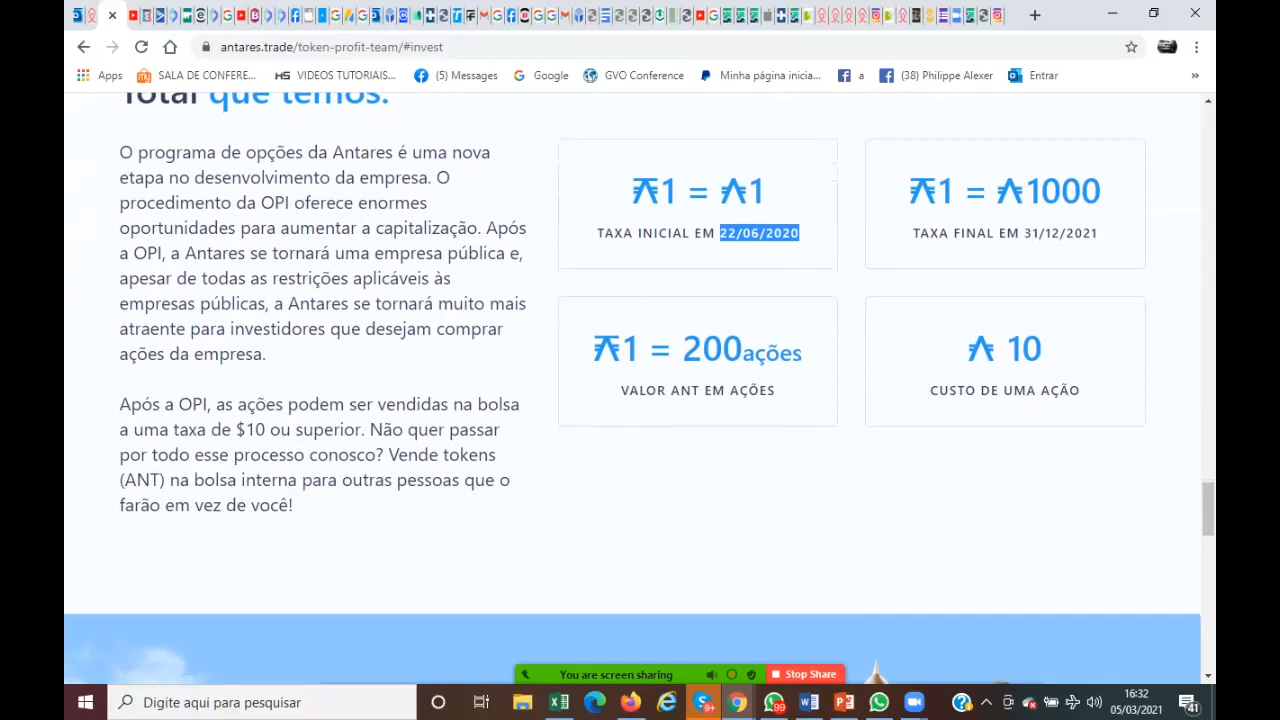 antares.trade/token-profit-team/#invest
Apps
SALA DE CONFERE...
VIDEOS TUTORIAIS...
(5) Messages
Google
GVO Conference
Minha página inicia...
a
(38) Philippe Alexer
Entrar
»
Total que temos.
O programa de opções da Antares é uma nova
etapa no desenvolvimento da empresa. O
procedimento da OPI oferece enormes
oportunidades para aumentar a capitalização. Após
a OPI, a Antares se tornará uma empresa pública e,
apesar de todas as restrições aplicáveis às
empresas públicas, a Antares se tornará muito mais
atraente para investidores que desejam comprar
ações da empresa.
Após a OPI, as ações podem ser vendidas na bolsa
a uma taxa de $10 ou superior. Não quer passar
por todo esse processo conosco? Vende tokens
(ANT) na bolsa interna para outras pessoas que o
farão em vez de você!
1 = 1
TAXA INICIAL EM 22/06/2020
1 = 1000
TAXA FINAL EM 31/12/2021
1 = 200ações
VALOR ANT EM AÇÕES
10
CUSTO DE UMA AÇÃO
You are screen sharing
Stop Share
Digite aqui para pesquisar
16:32
05/03/2021